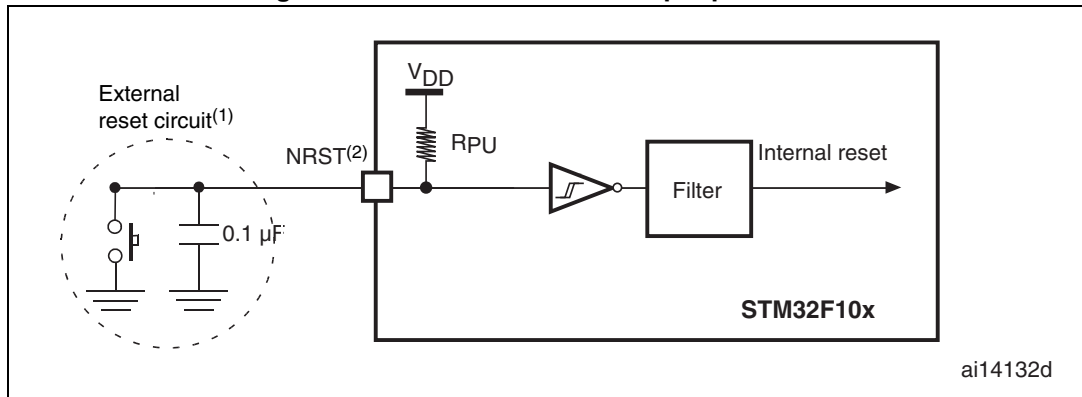 External
reset circuit(1)
VDD
NRST(2)
RPU
Internal reset
Filter
0.1 μF
STM32F10x
ai14132d